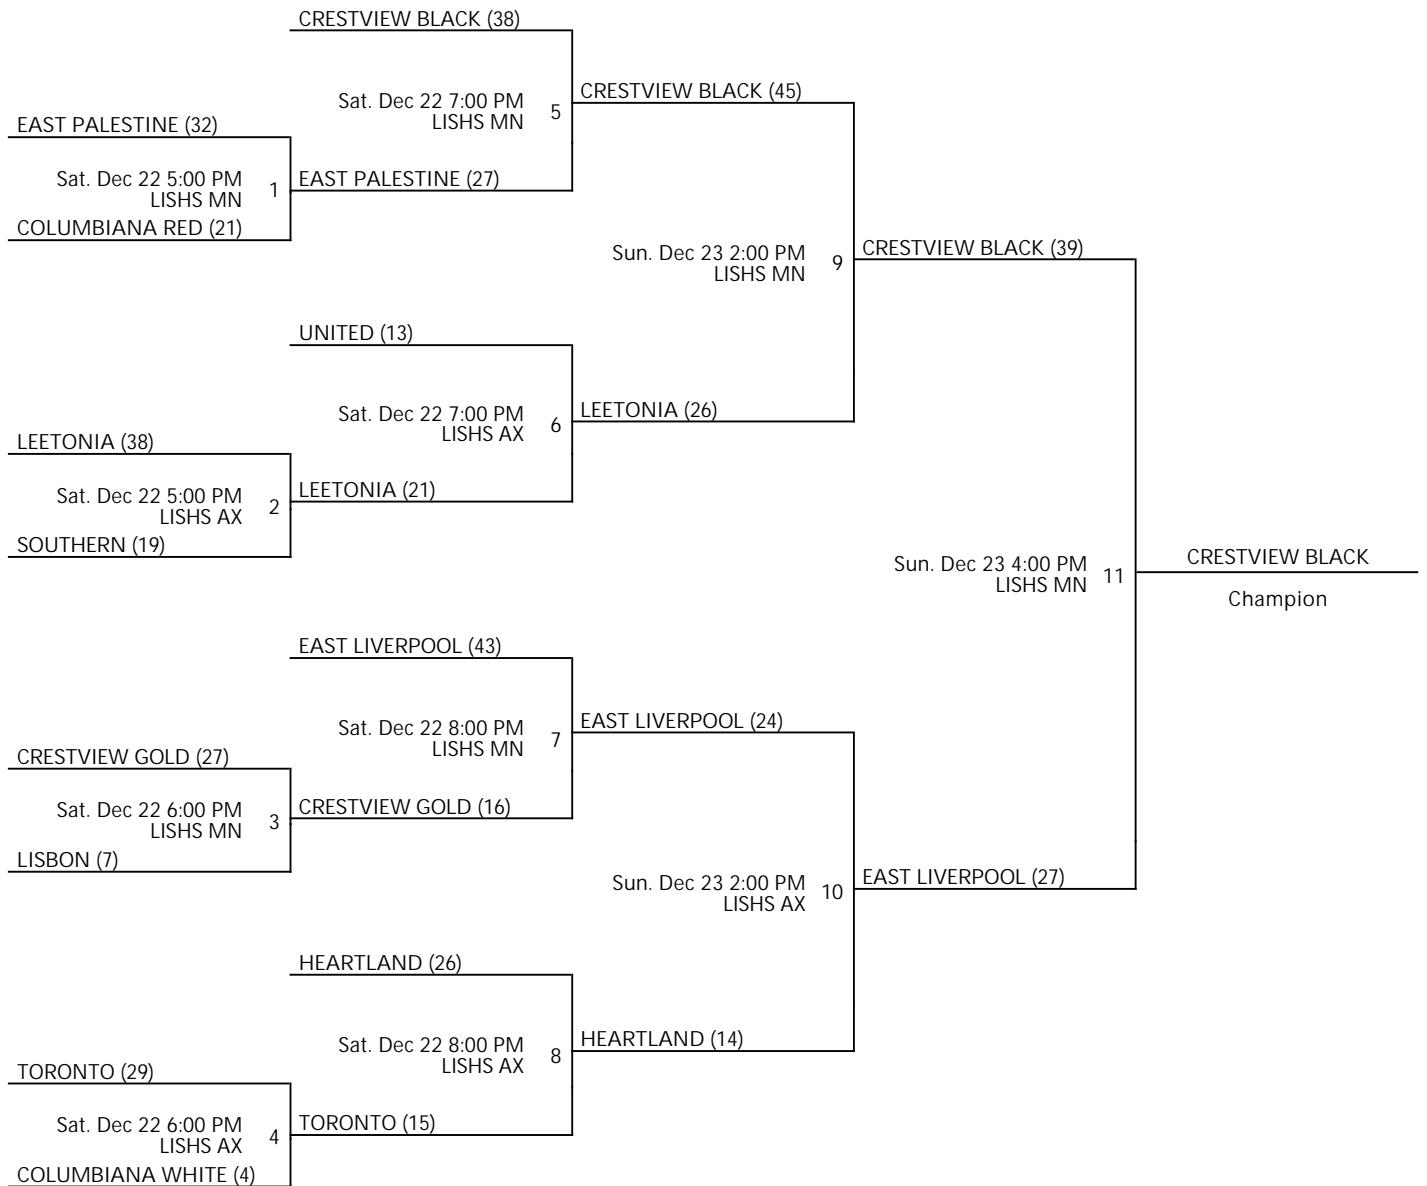 CRESTVIEW BLACK (38)
Sat. Dec 22 7:00 PM
LISHS MN
5
CRESTVIEW BLACK (45)
EAST PALESTINE (32)
Sat. Dec 22 5:00 PM
LISHS MN
1
EAST PALESTINE (27)
COLUMBIANA RED (21)
Sun. Dec 23 2:00 PM
LISHS MN
9
CRESTVIEW BLACK (39)
UNITED (13)
Sat. Dec 22 7:00 PM
LISHS AX
6
LEETONIA (26)
LEETONIA (38)
Sat. Dec 22 5:00 PM
LISHS AX
2
LEETONIA (21)
SOUTHERN (19)
Sun. Dec 23 4:00 PM
LISHS MN
11
CRESTVIEW BLACK
Champion
EAST LIVERPOOL (43)
Sat. Dec 22 8:00 PM
LISHS MN
7
EAST LIVERPOOL (24)
CRESTVIEW GOLD (27)
Sat. Dec 22 6:00 PM
LISHS MN
3
CRESTVIEW GOLD (16)
LISBON (7)
Sun. Dec 23 2:00 PM
LISHS AX
10
EAST LIVERPOOL (27)
HEARTLAND (26)
Sat. Dec 22 8:00 PM
LISHS AX
8
HEARTLAND (14)
TORONTO (29)
Sat. Dec 22 6:00 PM
LISHS AX
4
TORONTO (15)
COLUMBIANA WHITE (4)